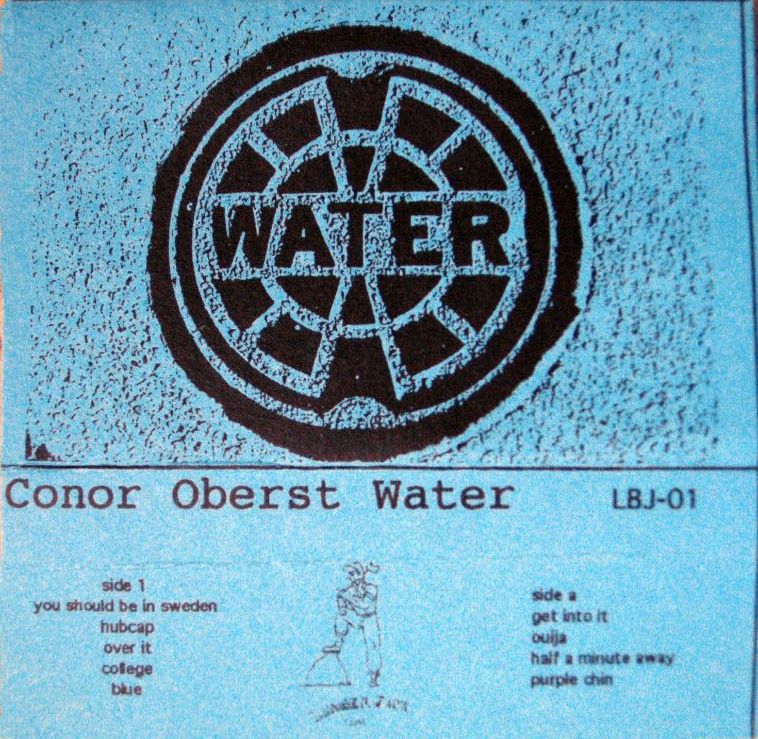 WATER
Conor Oberst Water
LBJ-01
side 1
you should be in sweden
hubcap
over it
college
blue
side a
get into it
ouija
half a minute away
purple chin